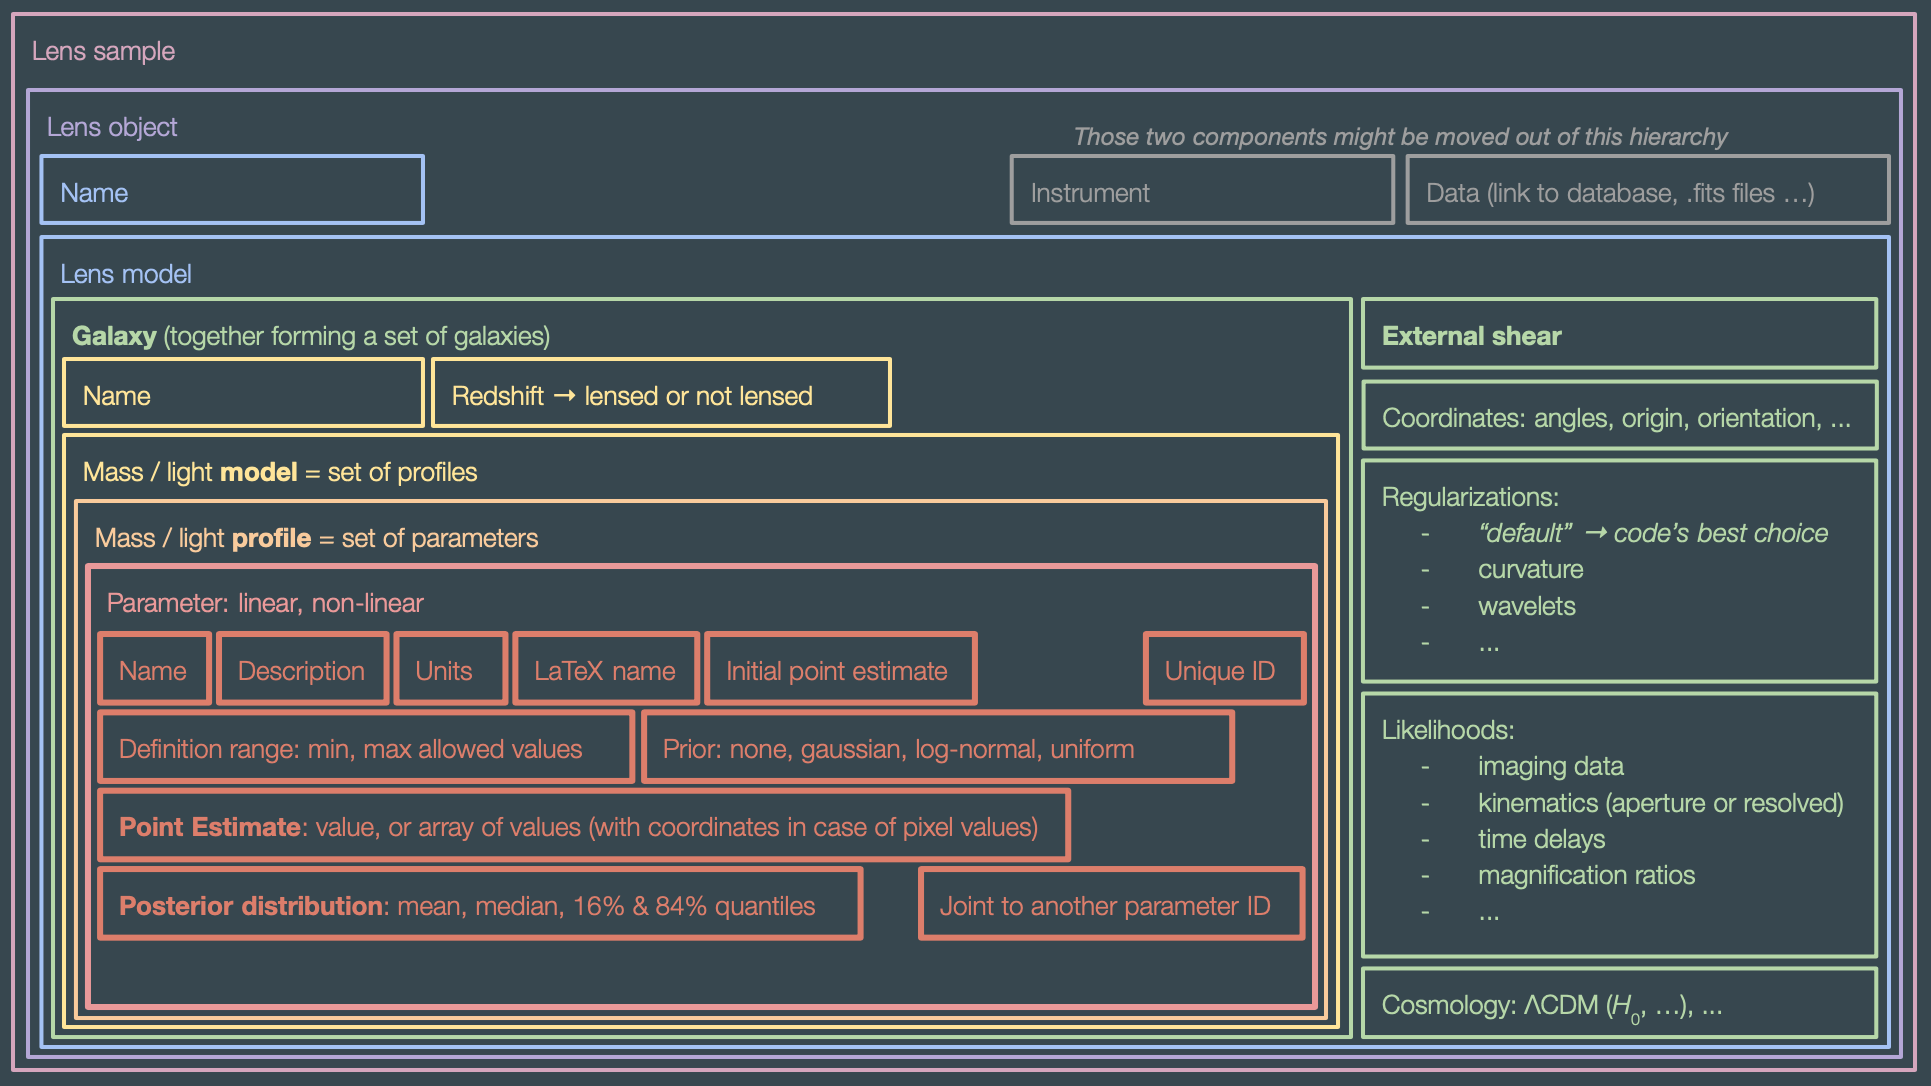 Lens sample
Lens object
Those two components might be moved out of this hierarchy
Name
Instrument
Data (link to database, .fits files …)
Lens model
Galaxy (together forming a set of galaxies)
Name
Redshift → lensed or not lensed
Mass / light model = set of profiles
Mass / light profile = set of parameters
Parameter: linear, non-linear
Name
Description
Units
LaTeX name
Initial point estimate
Unique ID
Definition range: min, max allowed values
Prior: none, gaussian, log-normal, uniform
Point Estimate: value, or array of values (with coordinates in case of pixel values)
Posterior distribution: mean, median, 16% & 84% quantiles
Joint to another parameter ID
External shear
Coordinates: angles, origin, orientation, ...
Regularizations:
- “default” → code’s best choice
- curvature
- wavelets
- ...
Likelihoods:
- imaging data
- kinematics (aperture or resolved)
- time delays
- magnification ratios
- ...
Cosmology: ΛCDM (H₀, …), ...